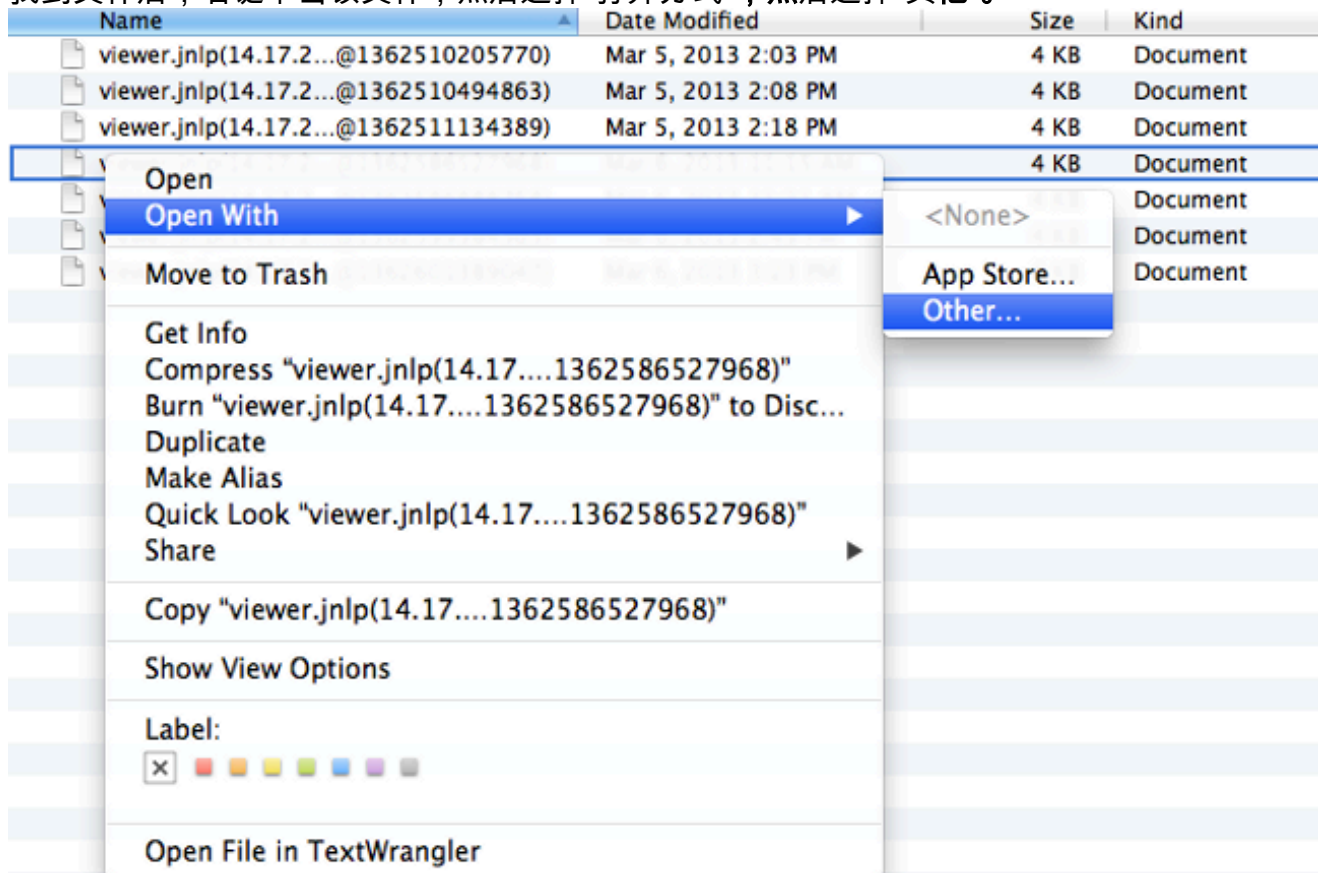 Name Date Modified Size Kind
viewer.jnlp(14.17.2...@1362510205770) Mar 5, 2013 2:03 PM 4 KB Document
viewer.jnlp(14.17.2...@1362510494863) Mar 5, 2013 2:08 PM 4 KB Document
viewer.jnlp(14.17.2...@1362511134389) Mar 5, 2013 2:18 PM 4 KB Document
4 KB Document
Open
Document
Open With
<None>
Document
Move to Trash
App Store...
Document
Other...
Get Info
Compress “viewer.jnlp(14.17....1362586527968)”
Burn “viewer.jnlp(14.17....1362586527968)” to Disc...
Duplicate
Make Alias
Quick Look “viewer.jnlp(14.17....1362586527968)”
Share
Copy “viewer.jnlp(14.17....1362586527968)”
Show View Options
Label:
Open File in TextWrangler